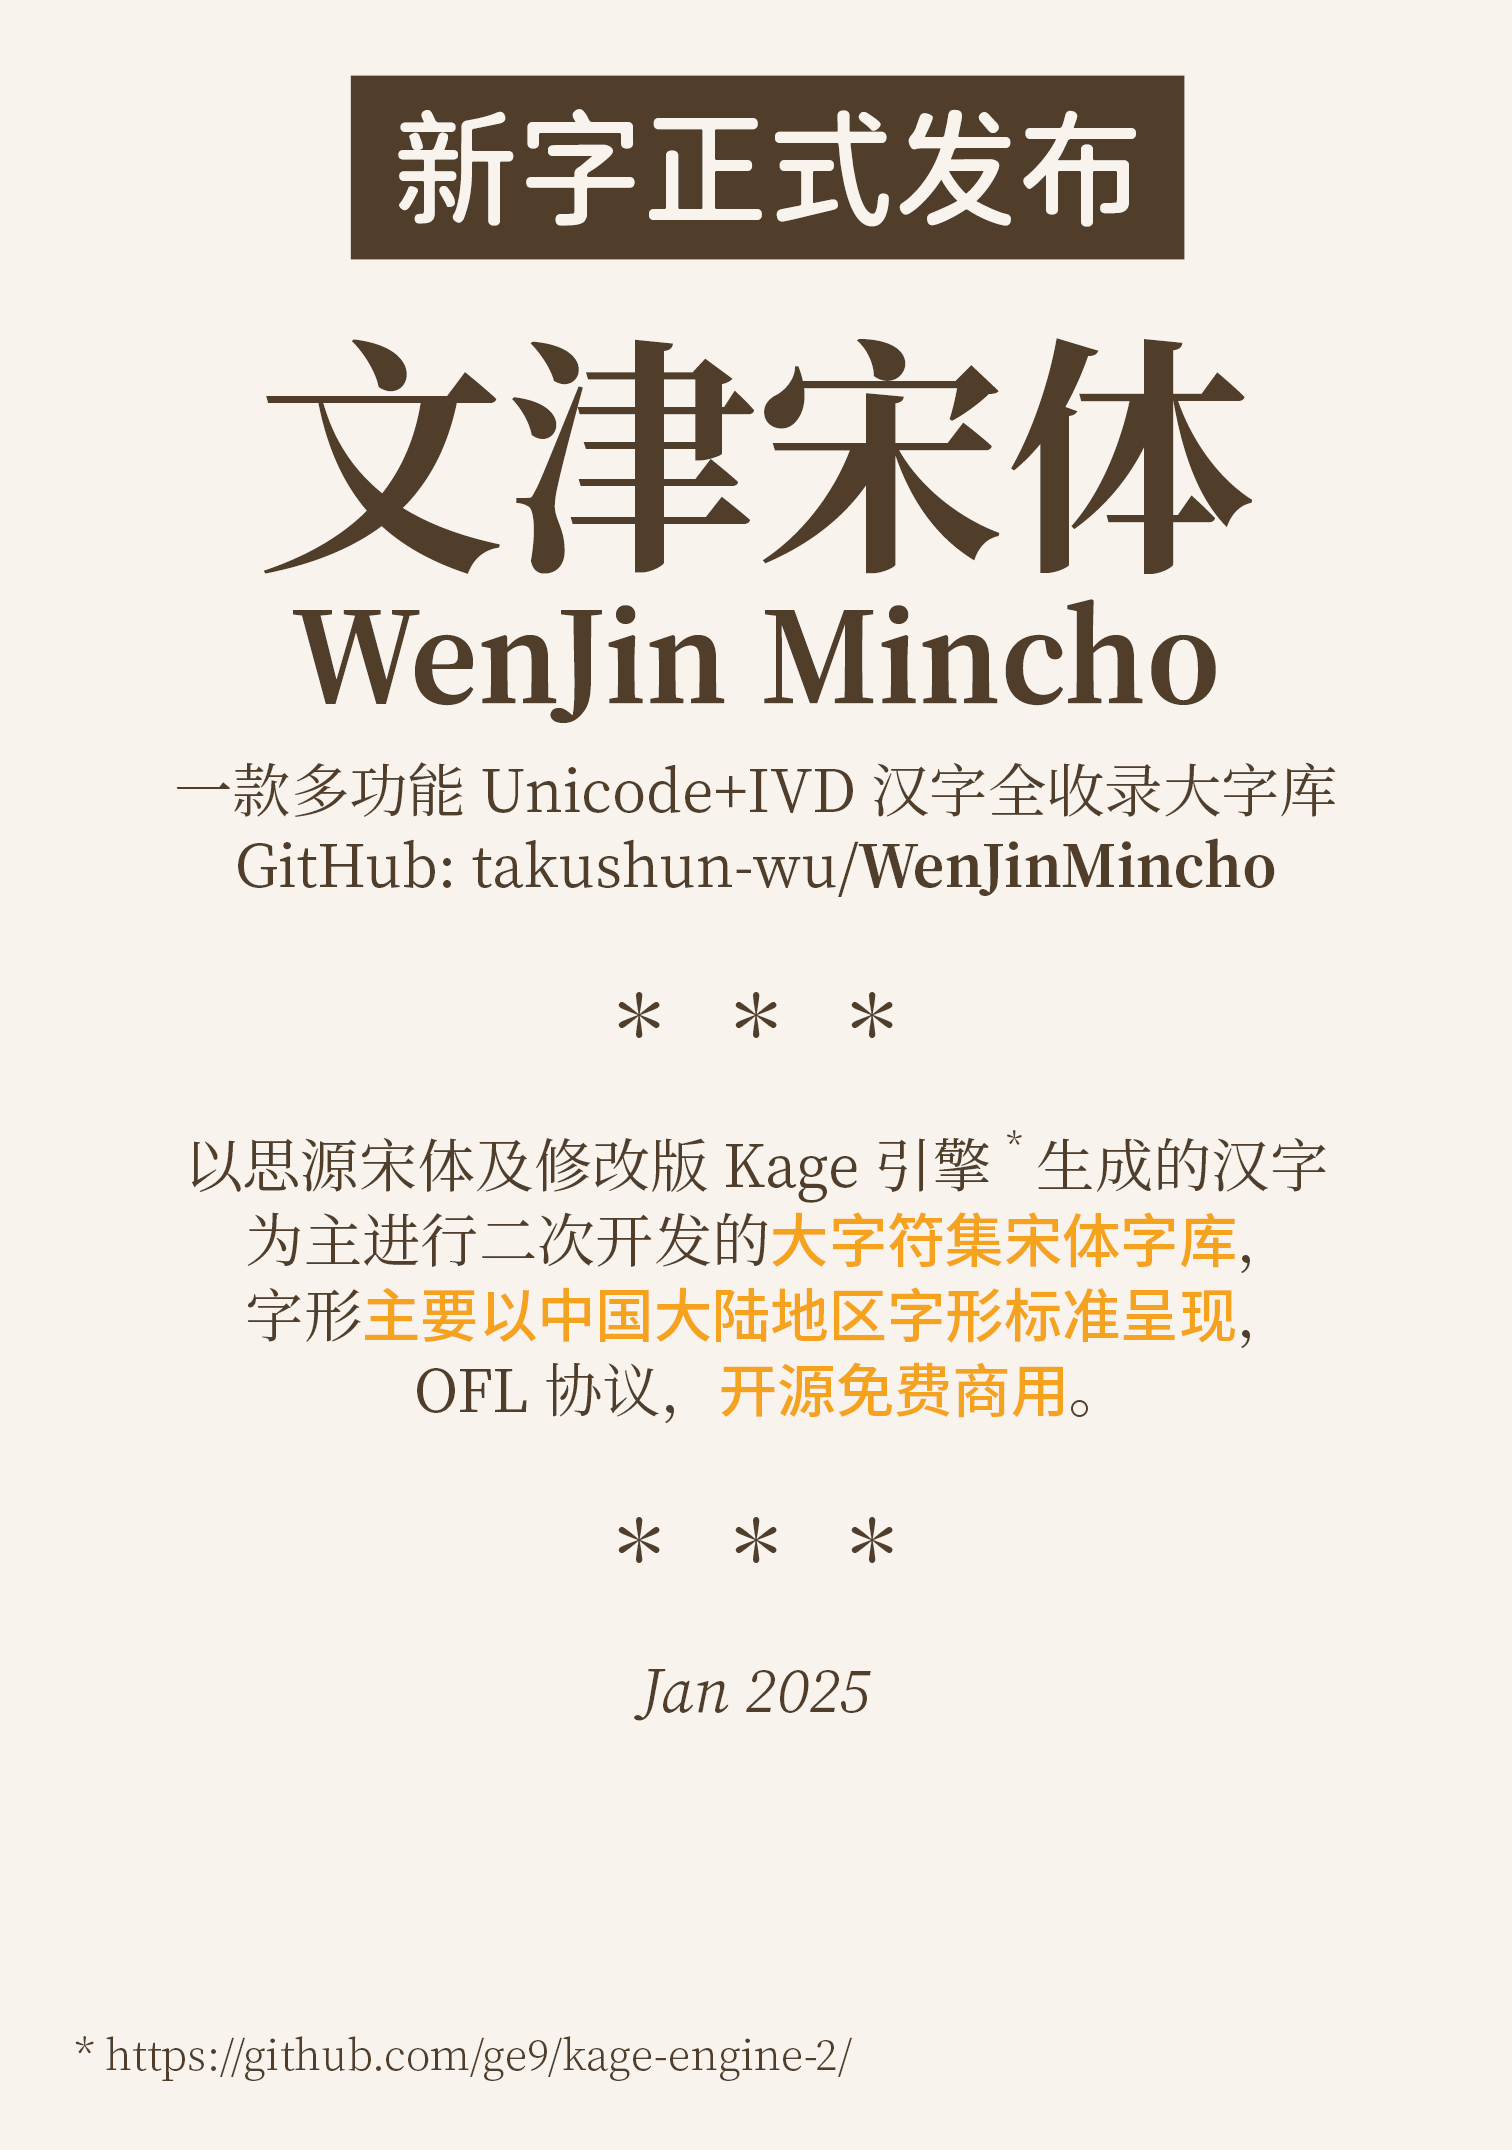 新字正式发布
文津宋体
WenJin Mincho
一款多功能 Unicode+IVD 汉字全收录大字库
GitHub: takushun-wu/WenJinMincho
* * *
以思源宋体及修改版 Kage 引擎 * 生成的汉字
为主进行二次开发的大字符集宋体字库，
字形主要以中国大陆地区字形标准呈现，
OFL 协议，开源免费商用。
* * *
Jan 2025
* https://github.com/ge9/kage-engine-2/